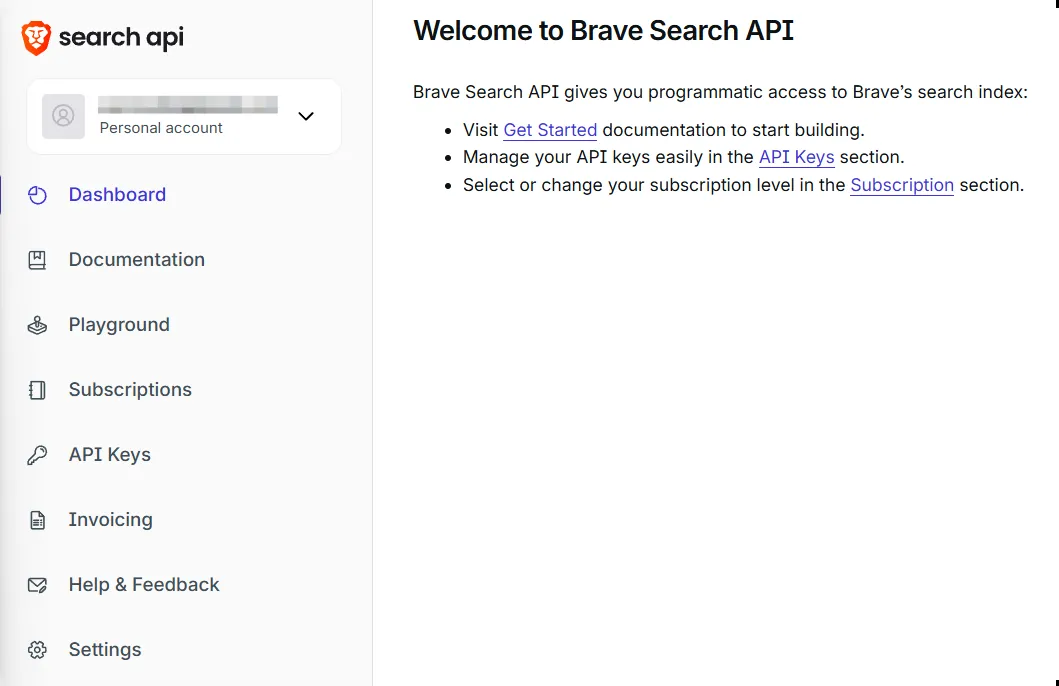 search api
Personal account
Dashboard
Documentation
Playground
Subscriptions
API Keys
Invoicing
Help & Feedback
Settings
Welcome to Brave Search API
Brave Search API gives you programmatic access to Brave’s search index:
• Visit Get Started documentation to start building.
• Manage your API keys easily in the API Keys section.
• Select or change your subscription level in the Subscription section.